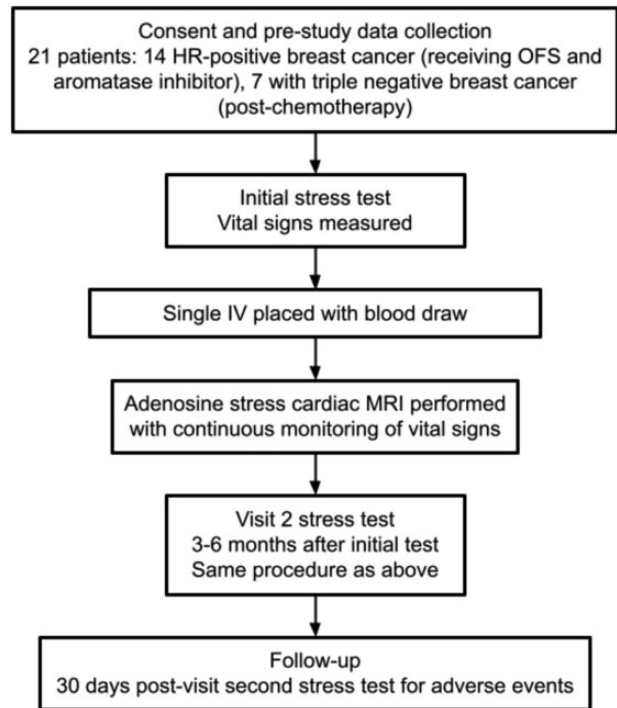 Consent and pre-study data collection
21 patients: 14 HR-positive breast cancer (receiving OFS and
aromatase inhibitor), 7 with triple negative breast cancer
(post-chemotherapy)
Initial stress test
Vital signs measured
Single IV placed with blood draw
Adenosine stress cardiac MRI performed
with continuous monitoring of vital signs
Visit 2 stress test
3-6 months after initial test
Same procedure as above
Follow-up
30 days post-visit second stress test for adverse events